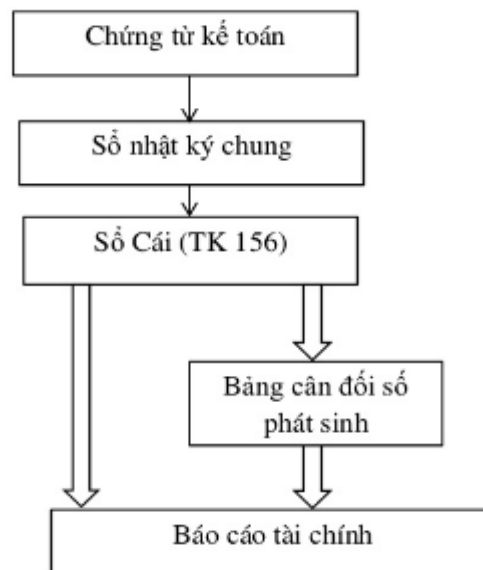 Chứng từ kế toán
Sổ nhật ký chung
Sổ Cái (TK 156)
Bảng cân đối số
phát sinh
Báo cáo tài chính